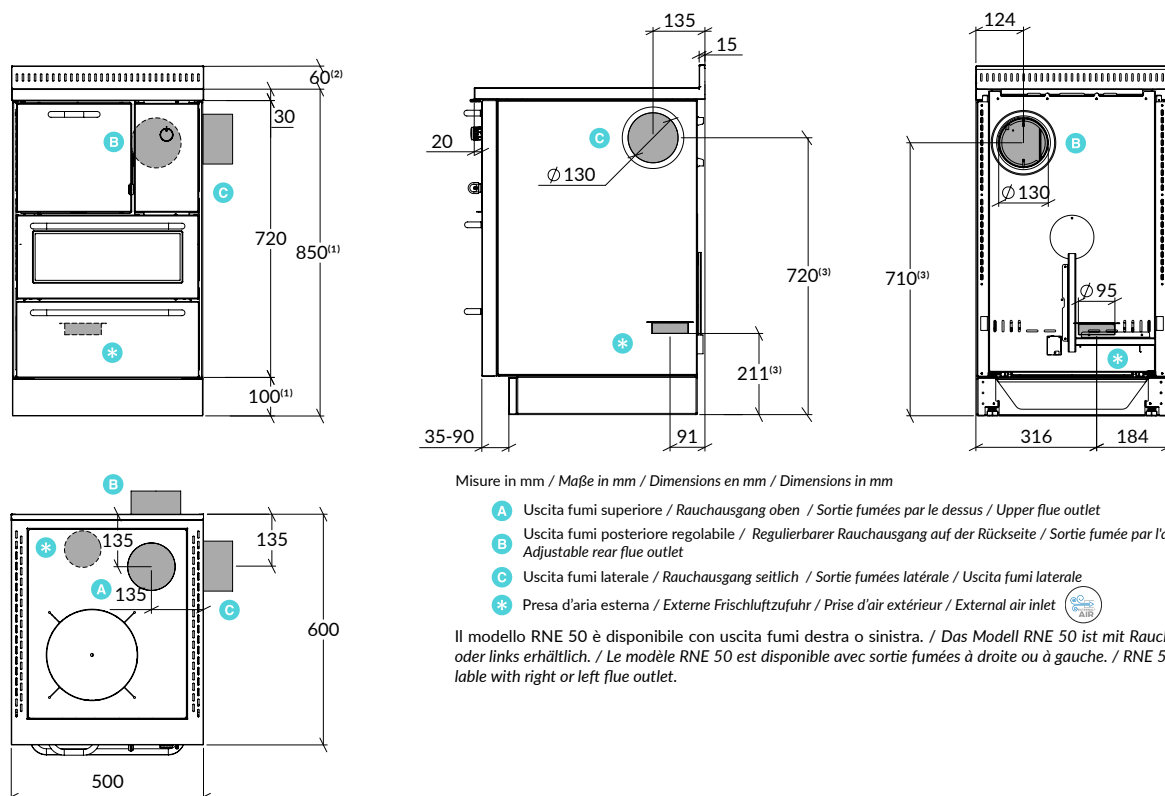 60(2)
30
B
C
720
850(1)
*
100(1)
135
15
20
C
Ø 130
720(3)
*
211(3)
35-90
91
124
B
Ø 130
710(3)
Ø 95
*
316
184
B
*
135
135
A
135
C
600
500
Misure in mm / Maße in mm / Dimensions en mm / Dimensions in mm
A Uscita fumi superiore / Rauchausgang oben / Sortie fumées par le dessus / Upper flue outlet
B Uscita fumi posteriore regolabile / Regulierbarer Rauchausgang auf der Rückseite / Sortie fumée par l'a
Adjustable rear flue outlet
C Uscita fumi laterale / Rauchausgang seitlich / Sortie fumées latérale / Uscita fumi laterale
* Presa d'aria esterna / Externe Frischluftzufuhr / Prise d'air extérieur / External air inlet
AIR
Il modello RNE 50 è disponibile con uscita fumi destra o sinistra. / Das Modell RNE 50 ist mit Rauch
oder links erhältlich. / Le modèle RNE 50 est disponible avec sortie fumées à droite ou à gauche. / RNE 5
lable with right or left flue outlet.